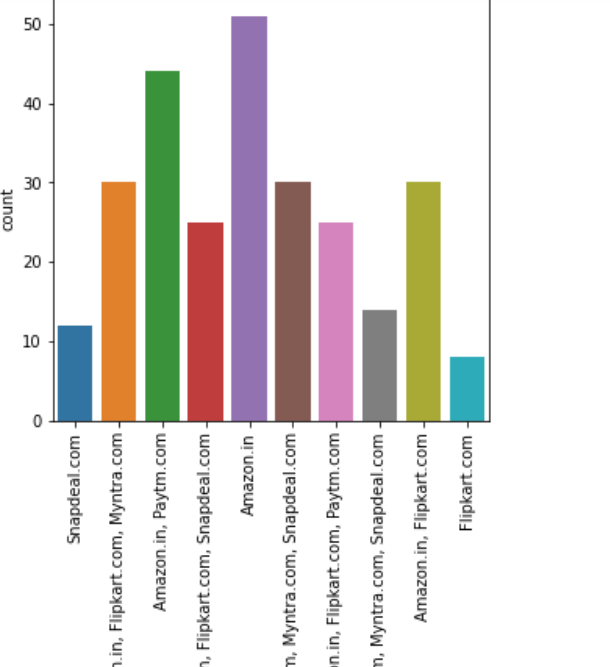 50
40
30
20
10
0
count
Snapdeal.com
Flipkart.com, Myntra.com
Amazon.in, Paytm.com
Flipkart.com, Snapdeal.com
Amazon.in
Myntra.com, Snapdeal.com
Flipkart.com, Paytm.com
Myntra.com, Snapdeal.com
Amazon.in, Flipkart.com
Flipkart.com